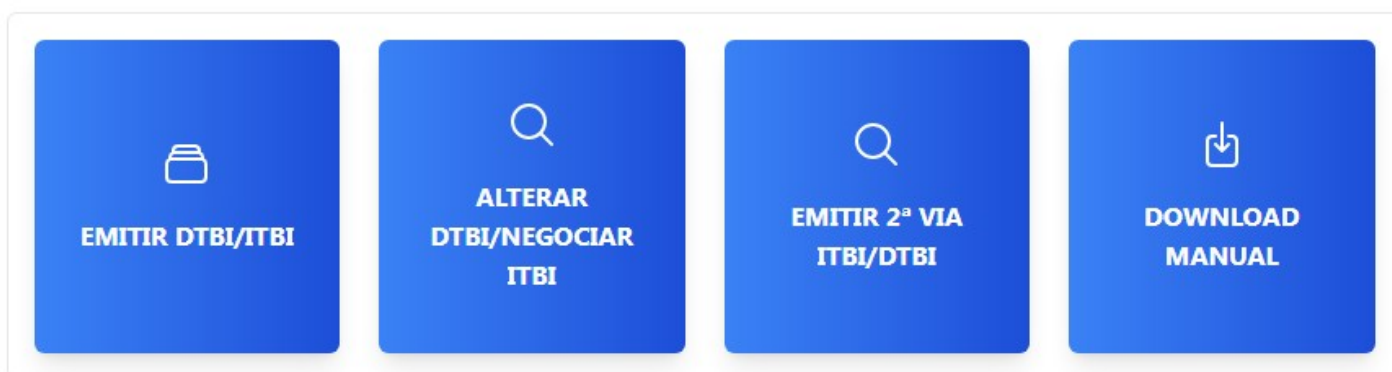 EMITIR DTBI/ITBI
ALTERAR
DTBI/NEGOCIAR
ITBI
EMITIR 2ª VIA
ITBI/DTBI
DOWNLOAD
MANUAL